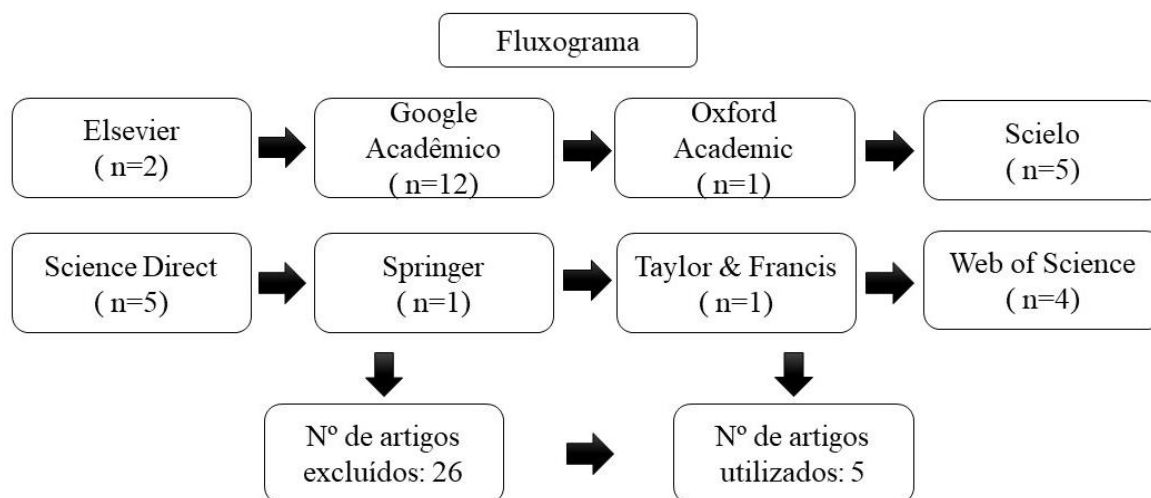 Fluxograma
Elsevier
( n=2)
Google
Acadêmico
( n=12)
Oxford
Academic
( n=1)
Scielo
( n=5)
Science Direct
( n=5)
Springer
( n=1)
Taylor & Francis
( n=1)
Web of Science
( n=4)
Nº de artigos
excluídos: 26
Nº de artigos
utilizados: 5